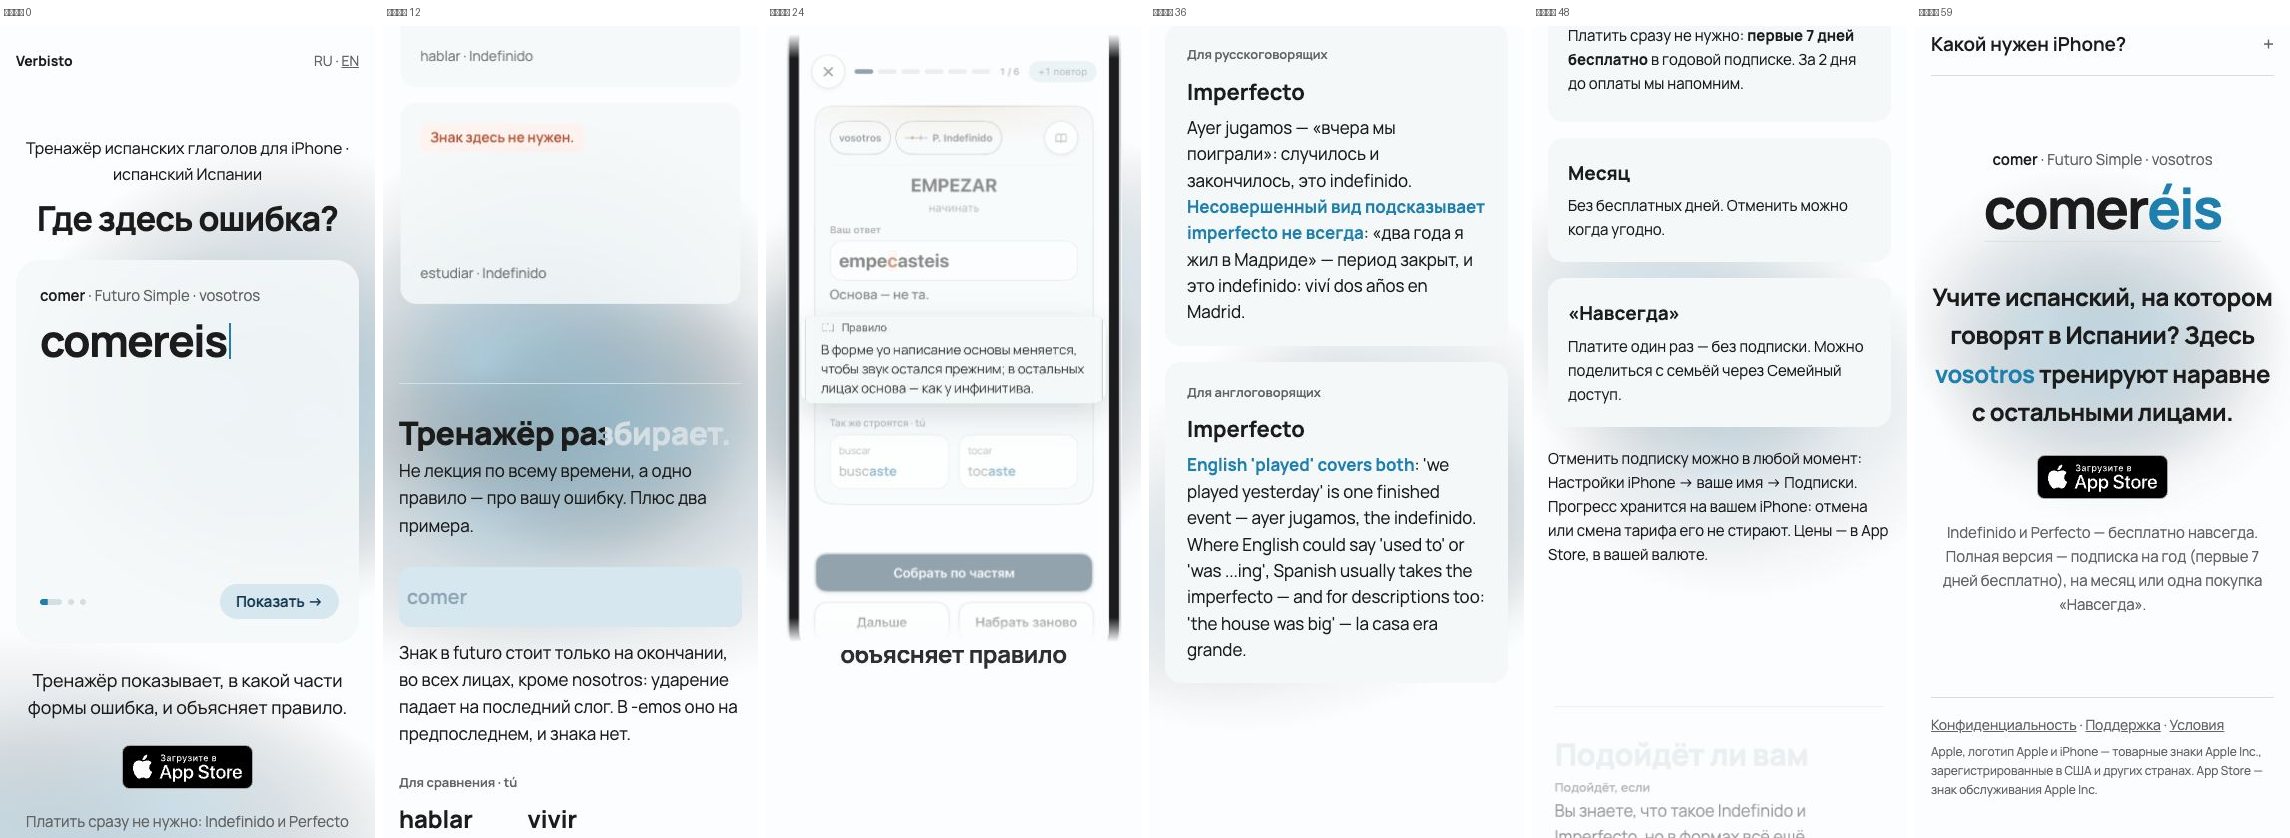 0
Verbisto
RU · EN
Тренажёр испанских глаголов для iPhone ·
испанский Испании
Где здесь ошибка?
comer · Futuro Simple · vosotros
comereis
Показать →
Тренажёр показывает, в какой части
формы ошибка, и объясняет правило.
Загрузите в
App Store
Платить сразу не нужно: Indefinido и Perfecto
12
hablar · Indefinido
Знак здесь не нужен.
estudiar · Indefinido
Тренажёр разбирает.
Не лекция по всему времени, а одно
правило — про вашу ошибку. Плюс два
примера.
comer
Знак в futuro стоит только на окончании,
во всех лицах, кроме nosotros: ударение
падает на последний слог. В -emos оно на
предпоследнем, и знака нет.
Для сравнения · tú
hablar vivir
24
1 / 6
+1 повтор
vosotros
P. Indefinido
EMPEZAR
начинать
Ваш ответ
empecasteis
Основа — не та.
Правило
В форме yo написание основы меняется,
чтобы звук остался прежним; в остальных
лицах основа — как у инфинитива.
Так же строятся · tú
buscar tocar
buscaste tocaste
Собрать по частям
Дальше Набрать заново
объясняет правило
36
Для русскоговорящих
Imperfecto
Ayer jugamos — «вчера мы
поиграли»: случилось и
закончилось, это indefinido.
Несовершенный вид подсказывает
imperfecto не всегда: «два года я
жил в Мадриде» — период закрыт, и
это indefinido: viví dos años en
Madrid.
Для англоговорящих
Imperfecto
English 'played' covers both: 'we
played yesterday' is one finished
event — ayer jugamos, the indefinido.
Where English could say 'used to' or
'was ...ing', Spanish usually takes the
imperfecto — and for descriptions too:
'the house was big' — la casa era
grande.
48
Платить сразу не нужно: первые 7 дней
бесплатно в годовой подписке. За 2 дня
до оплаты мы напомним.
Месяц
Без бесплатных дней. Отменить можно
когда угодно.
«Навсегда»
Платите один раз — без подписки. Можно
поделиться с семьёй через Семейный
доступ.
Отменить подписку можно в любой момент:
Настройки iPhone → ваше имя → Подписки.
Прогресс хранится на вашем iPhone: отмена
или смена тарифа его не стирают. Цены — в App
Store, в вашей валюте.
Подойдёт ли вам
Подойдёт, если
Вы знаете, что такое Indefinido и
Imperfecto, но в формах всё ещё
59
Какой нужен iPhone? +
comer · Futuro Simple · vosotros
comeréis
Учите испанский, на котором
говорят в Испании? Здесь
vosotros тренируют наравне
с остальными лицами.
Загрузите в
App Store
Indefinido и Perfecto — бесплатно навсегда.
Полная версия — подписка на год (первые 7
дней бесплатно), на месяц или одна покупка
«Навсегда».
Конфиденциальность · Поддержка · Условия
Apple, логотип Apple и iPhone — товарные знаки Apple Inc.,
зарегистрированные в США и других странах. App Store —
знак обслуживания Apple Inc.